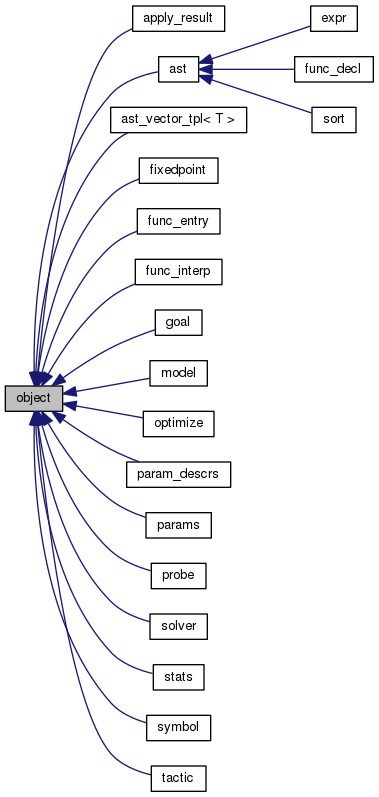 object
apply_result
ast
expr
func_decl
sort
ast_vector_tpl< T >
fixedpoint
func_entry
func_interp
goal
model
optimize
param_descrs
params
probe
solver
stats
symbol
tactic